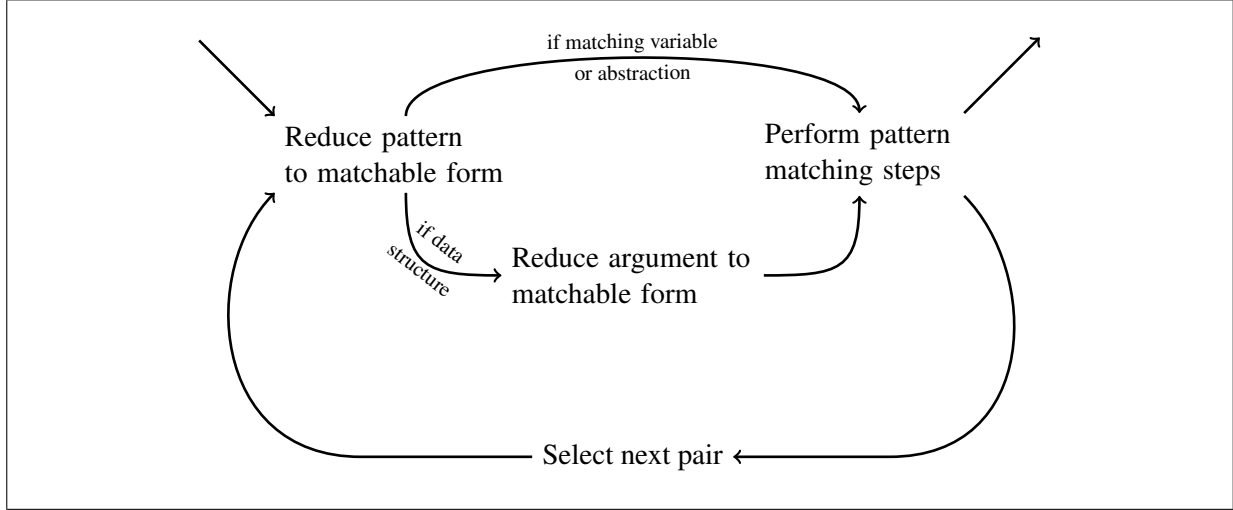 if matching variable
or abstraction
Reduce pattern
to matchable form
Perform pattern
matching steps
if data
structure
Reduce argument to
matchable form
Select next pair